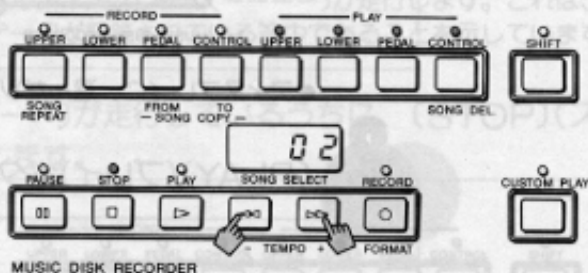 RECORD PLAY
UPPER LOWER PEDAL CONTROL UPPER LOWER PEDAL CONTROL SHIFT
SONG REPEAT FROM TO SONG DEL
— SONG COPY —
02
PAUSE STOP PLAY SONG SELECT RECORD CUSTOM PLAY
- TEMPO + FORMAT
MUSIC DISK RECORDER